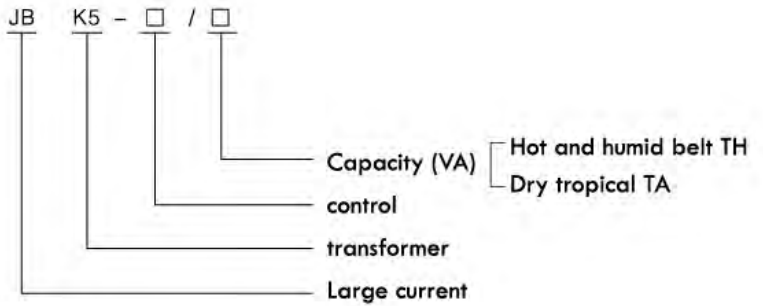 JB K5 – □ / □
Hot and humid belt TH
Capacity (VA)
Dry tropical TA
control
transformer
Large current